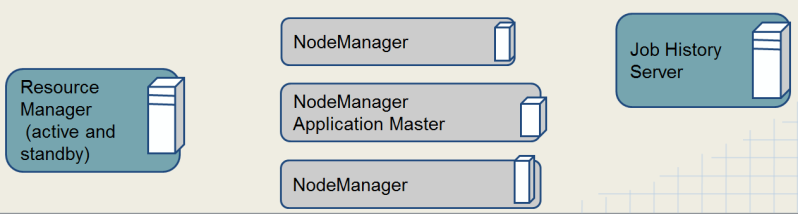 Resource
Manager
(active and
standby)
NodeManager
NodeManager
Application Master
NodeManager
Job History
Server